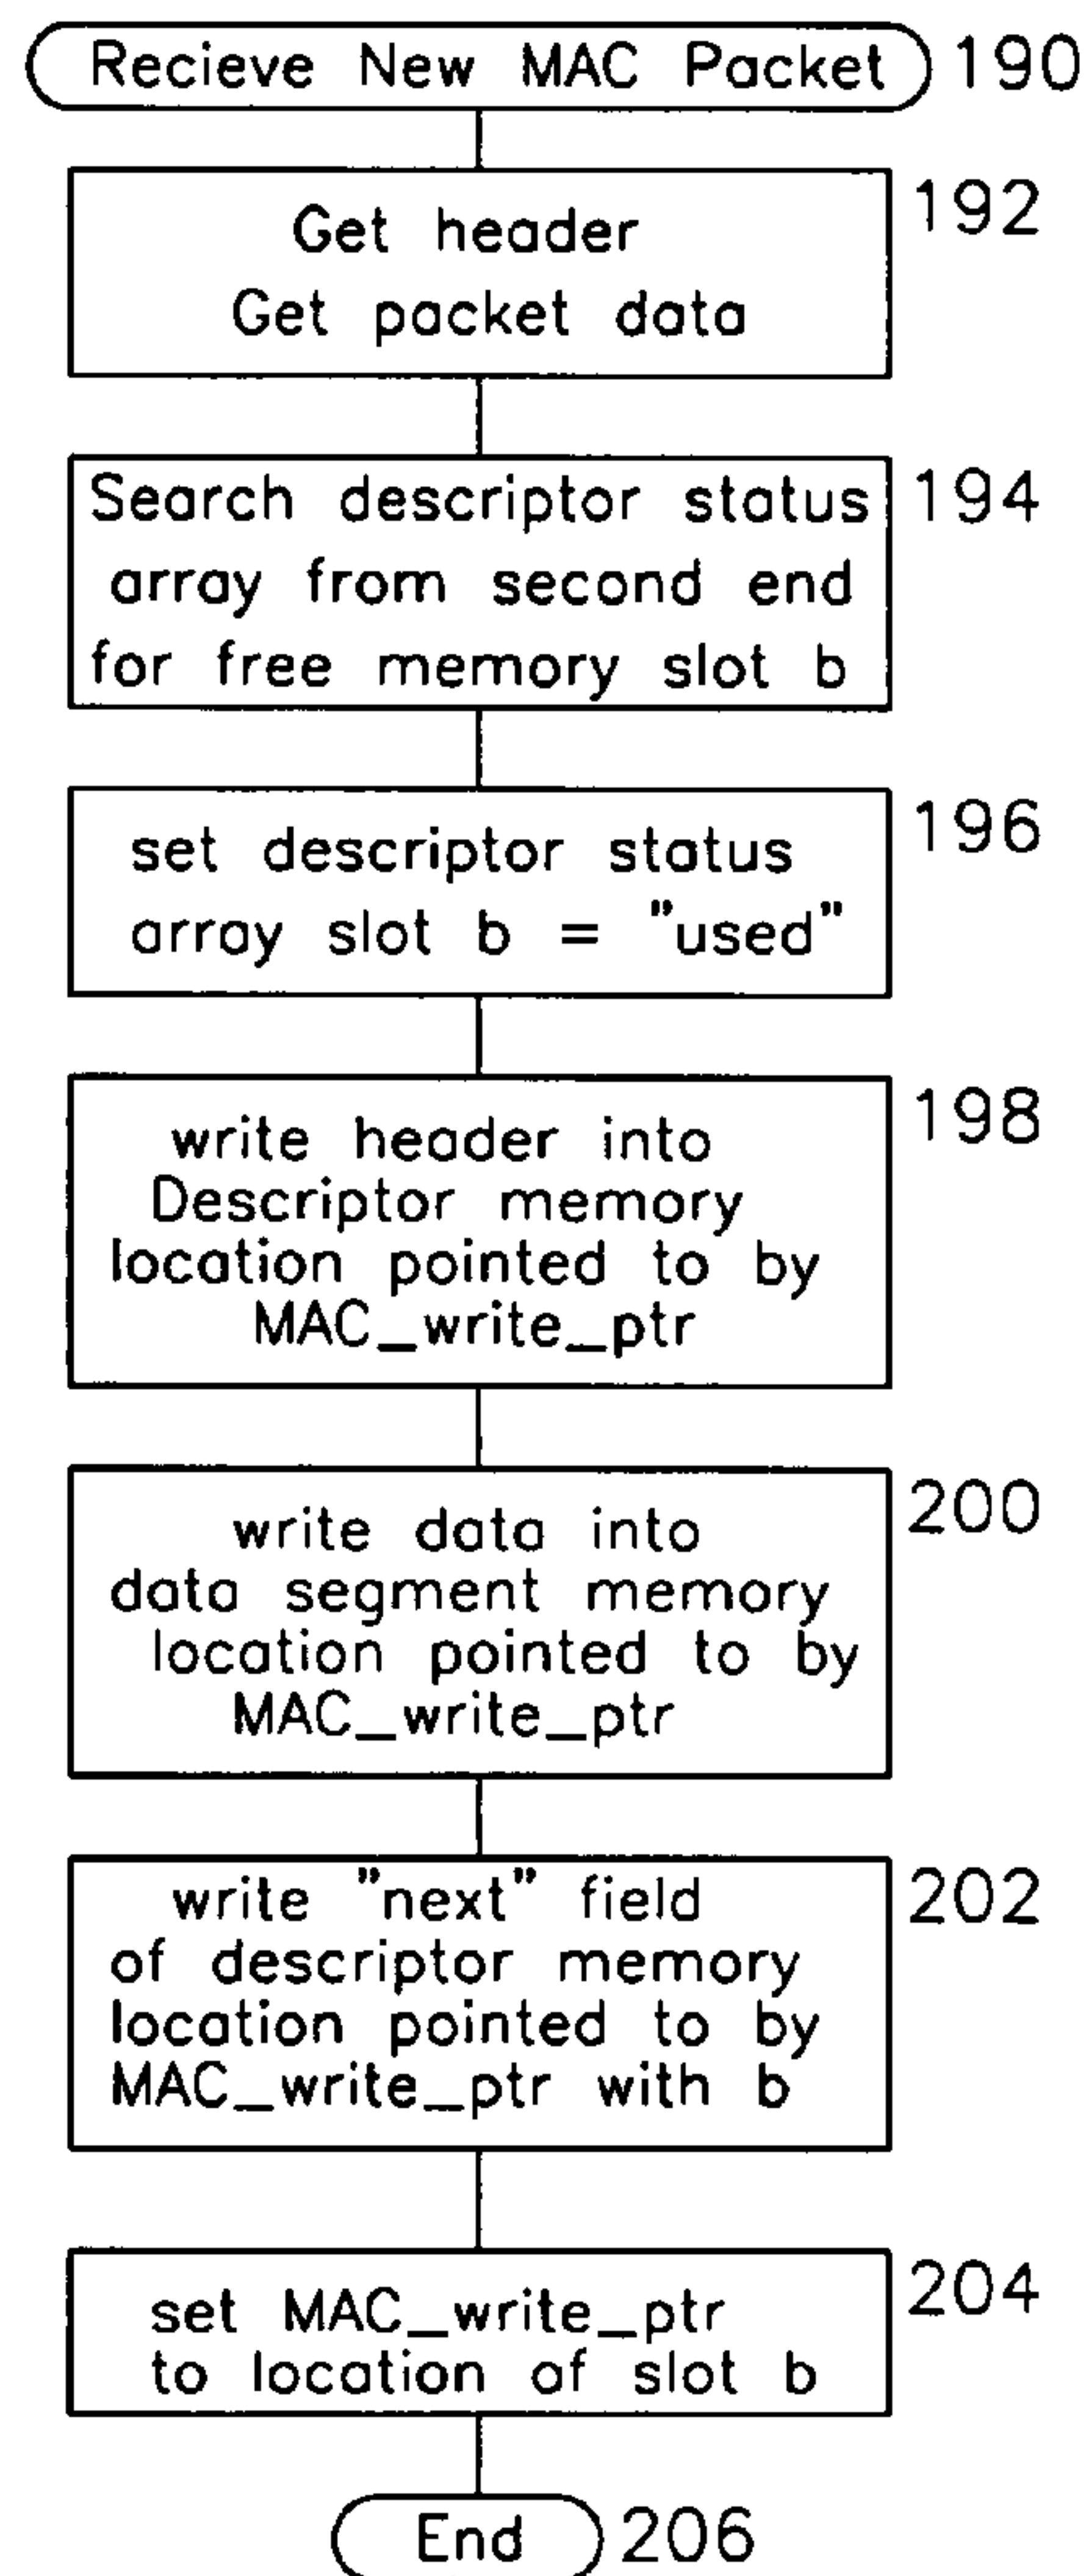 Recieve New MAC Packet 190
192
Get header
Get packet data
194
Search descriptor status
array from second end
for free memory slot b
196
set descriptor status
array slot b = "used"
198
write header into
Descriptor memory
location pointed to by
MAC_write_ptr
200
write data into
data segment memory
location pointed to by
MAC_write_ptr
202
write "next" field
of descriptor memory
location pointed to by
MAC_write_ptr with b
204
set MAC_write_ptr
to location of slot b
End 206